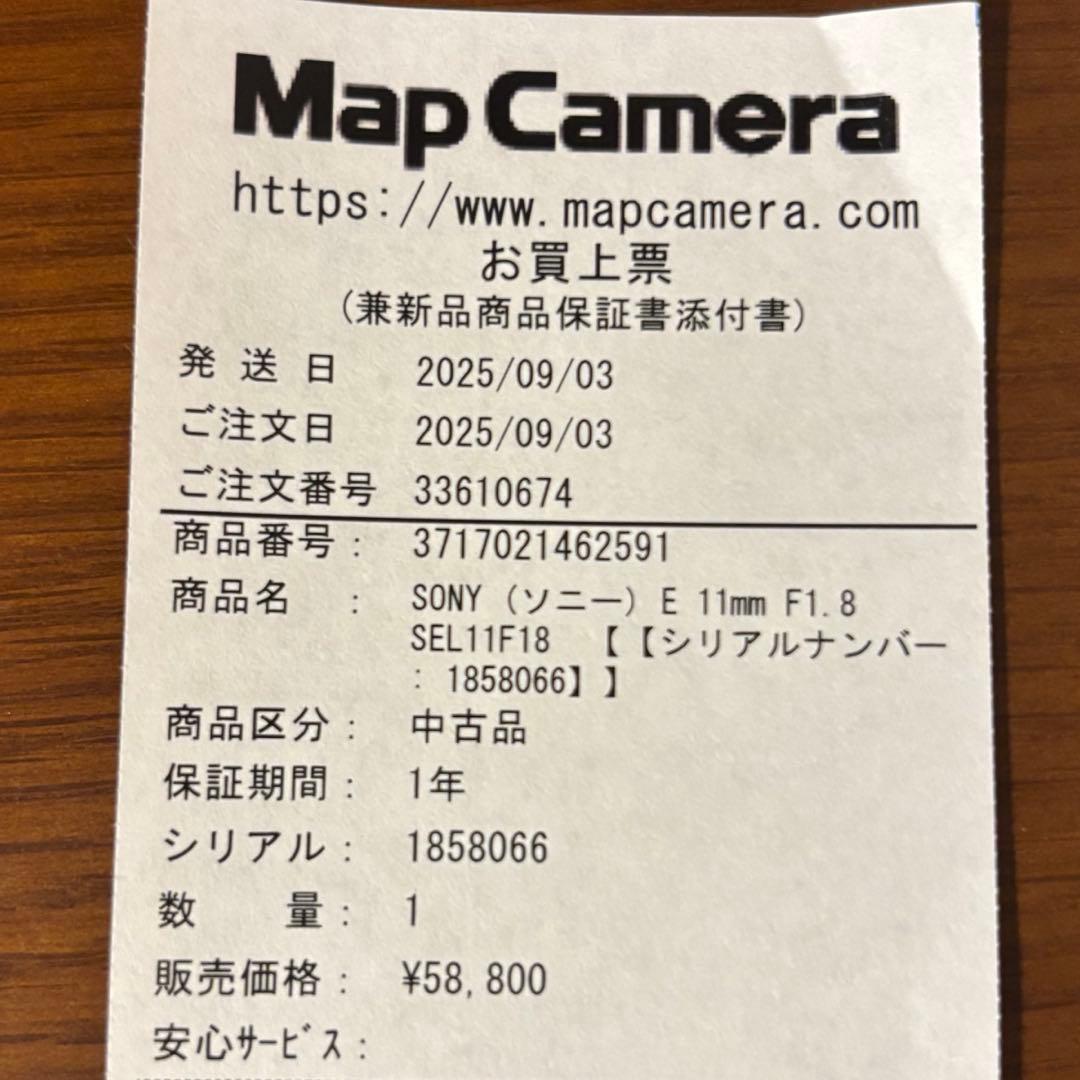 Map Camera
https://www.mapcamera.com
お買上票
(兼新品商品保証書添付書)
発 送 日 2025/09/03
ご注文日 2025/09/03
ご注文番号 33610674
商品番号: 3717021462591
商品名 : SONY (ソニー) E 11mm F1.8
SEL11F18 【【シリアルナンバー
: 1858066】】
商品区分: 中古品
保証期間: 1年
シリアル: 1858066
数 量: 1
販売価格: ¥58,800
安心ｻｰﾋﾞｽ: